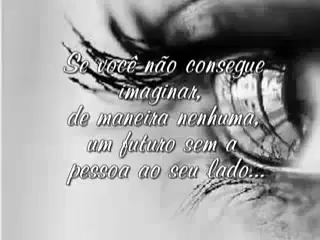 Se você não consegue
imaginar,
de maneira nenhuma,
um futuro sem a
pessoa ao seu lado...